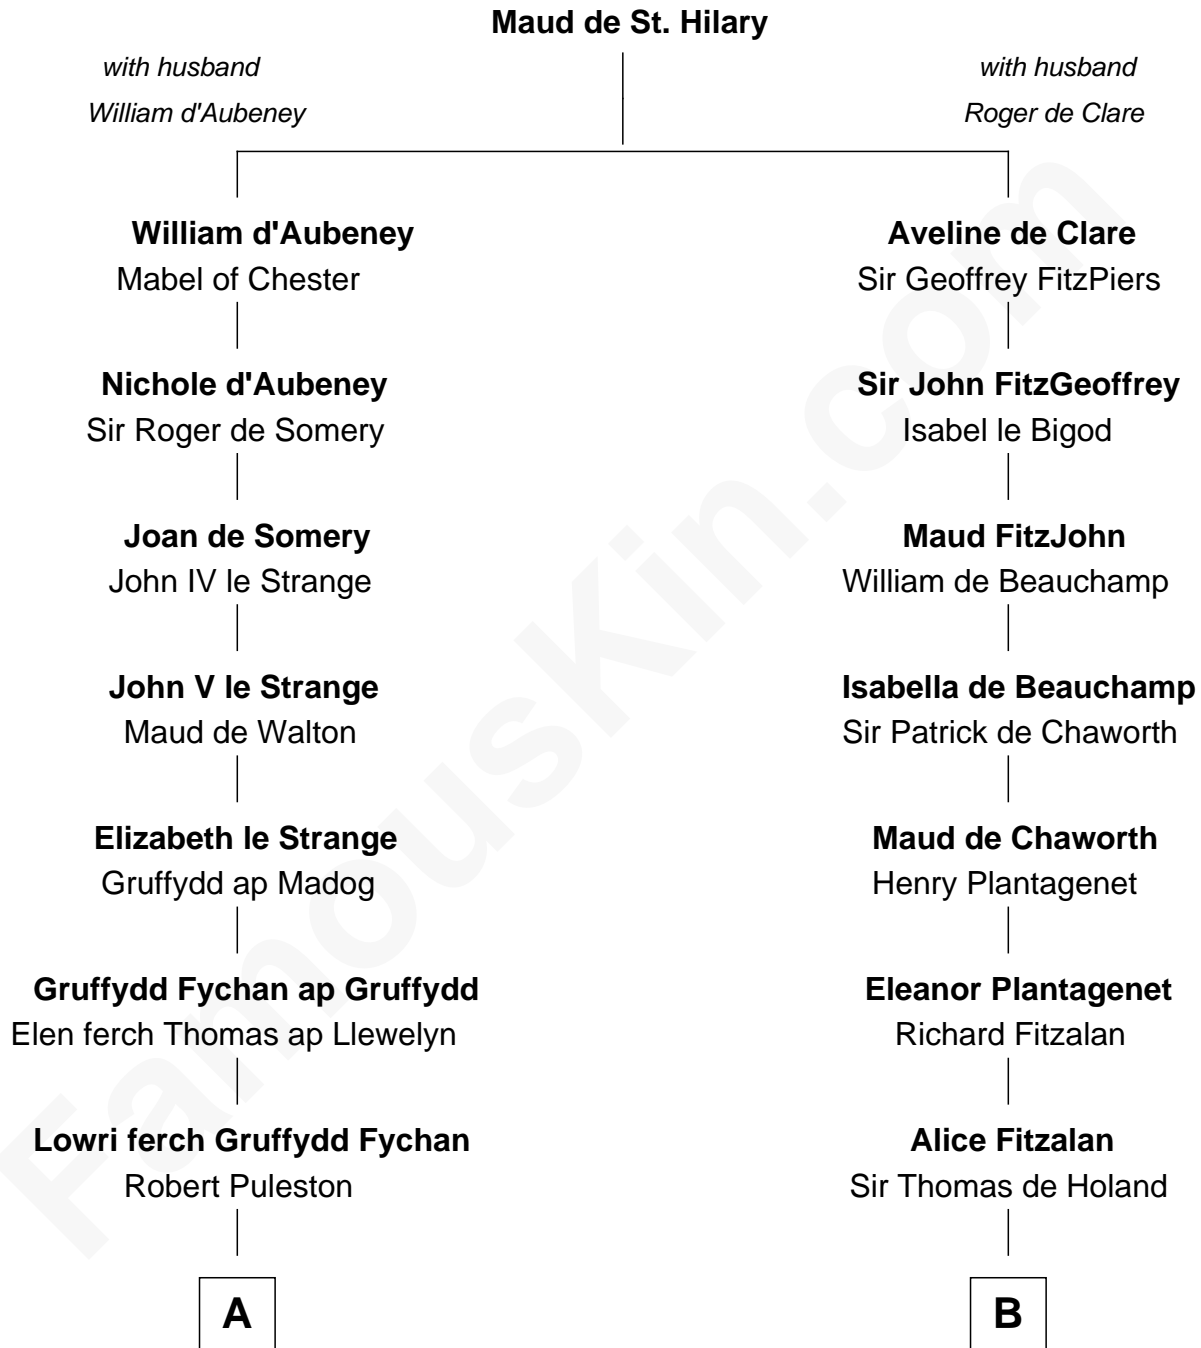 Maud de St. Hilary
with husband
William d'Aubeney
with husband
Roger de Clare
William d'Aubeney
Mabel of Chester
Aveline de Clare
Sir Geoffrey FitzPiers
Nichole d'Aubeney
Sir Roger de Somery
Sir John FitzGeoffrey
Isabel le Bigod
Joan de Somery
John IV le Strange
Maud FitzJohn
William de Beauchamp
John V le Strange
Maud de Walton
Isabella de Beauchamp
Sir Patrick de Chaworth
Elizabeth le Strange
Gruffydd ap Madog
Maud de Chaworth
Henry Plantagenet
Gruffydd Fychan ap Gruffydd
Elen ferch Thomas ap Llewelyn
Eleanor Plantagenet
Richard Fitzalan
Lowri ferch Gruffydd Fychan
Robert Puleston
Alice Fitzalan
Sir Thomas de Holand
A
B
FamousKin.com